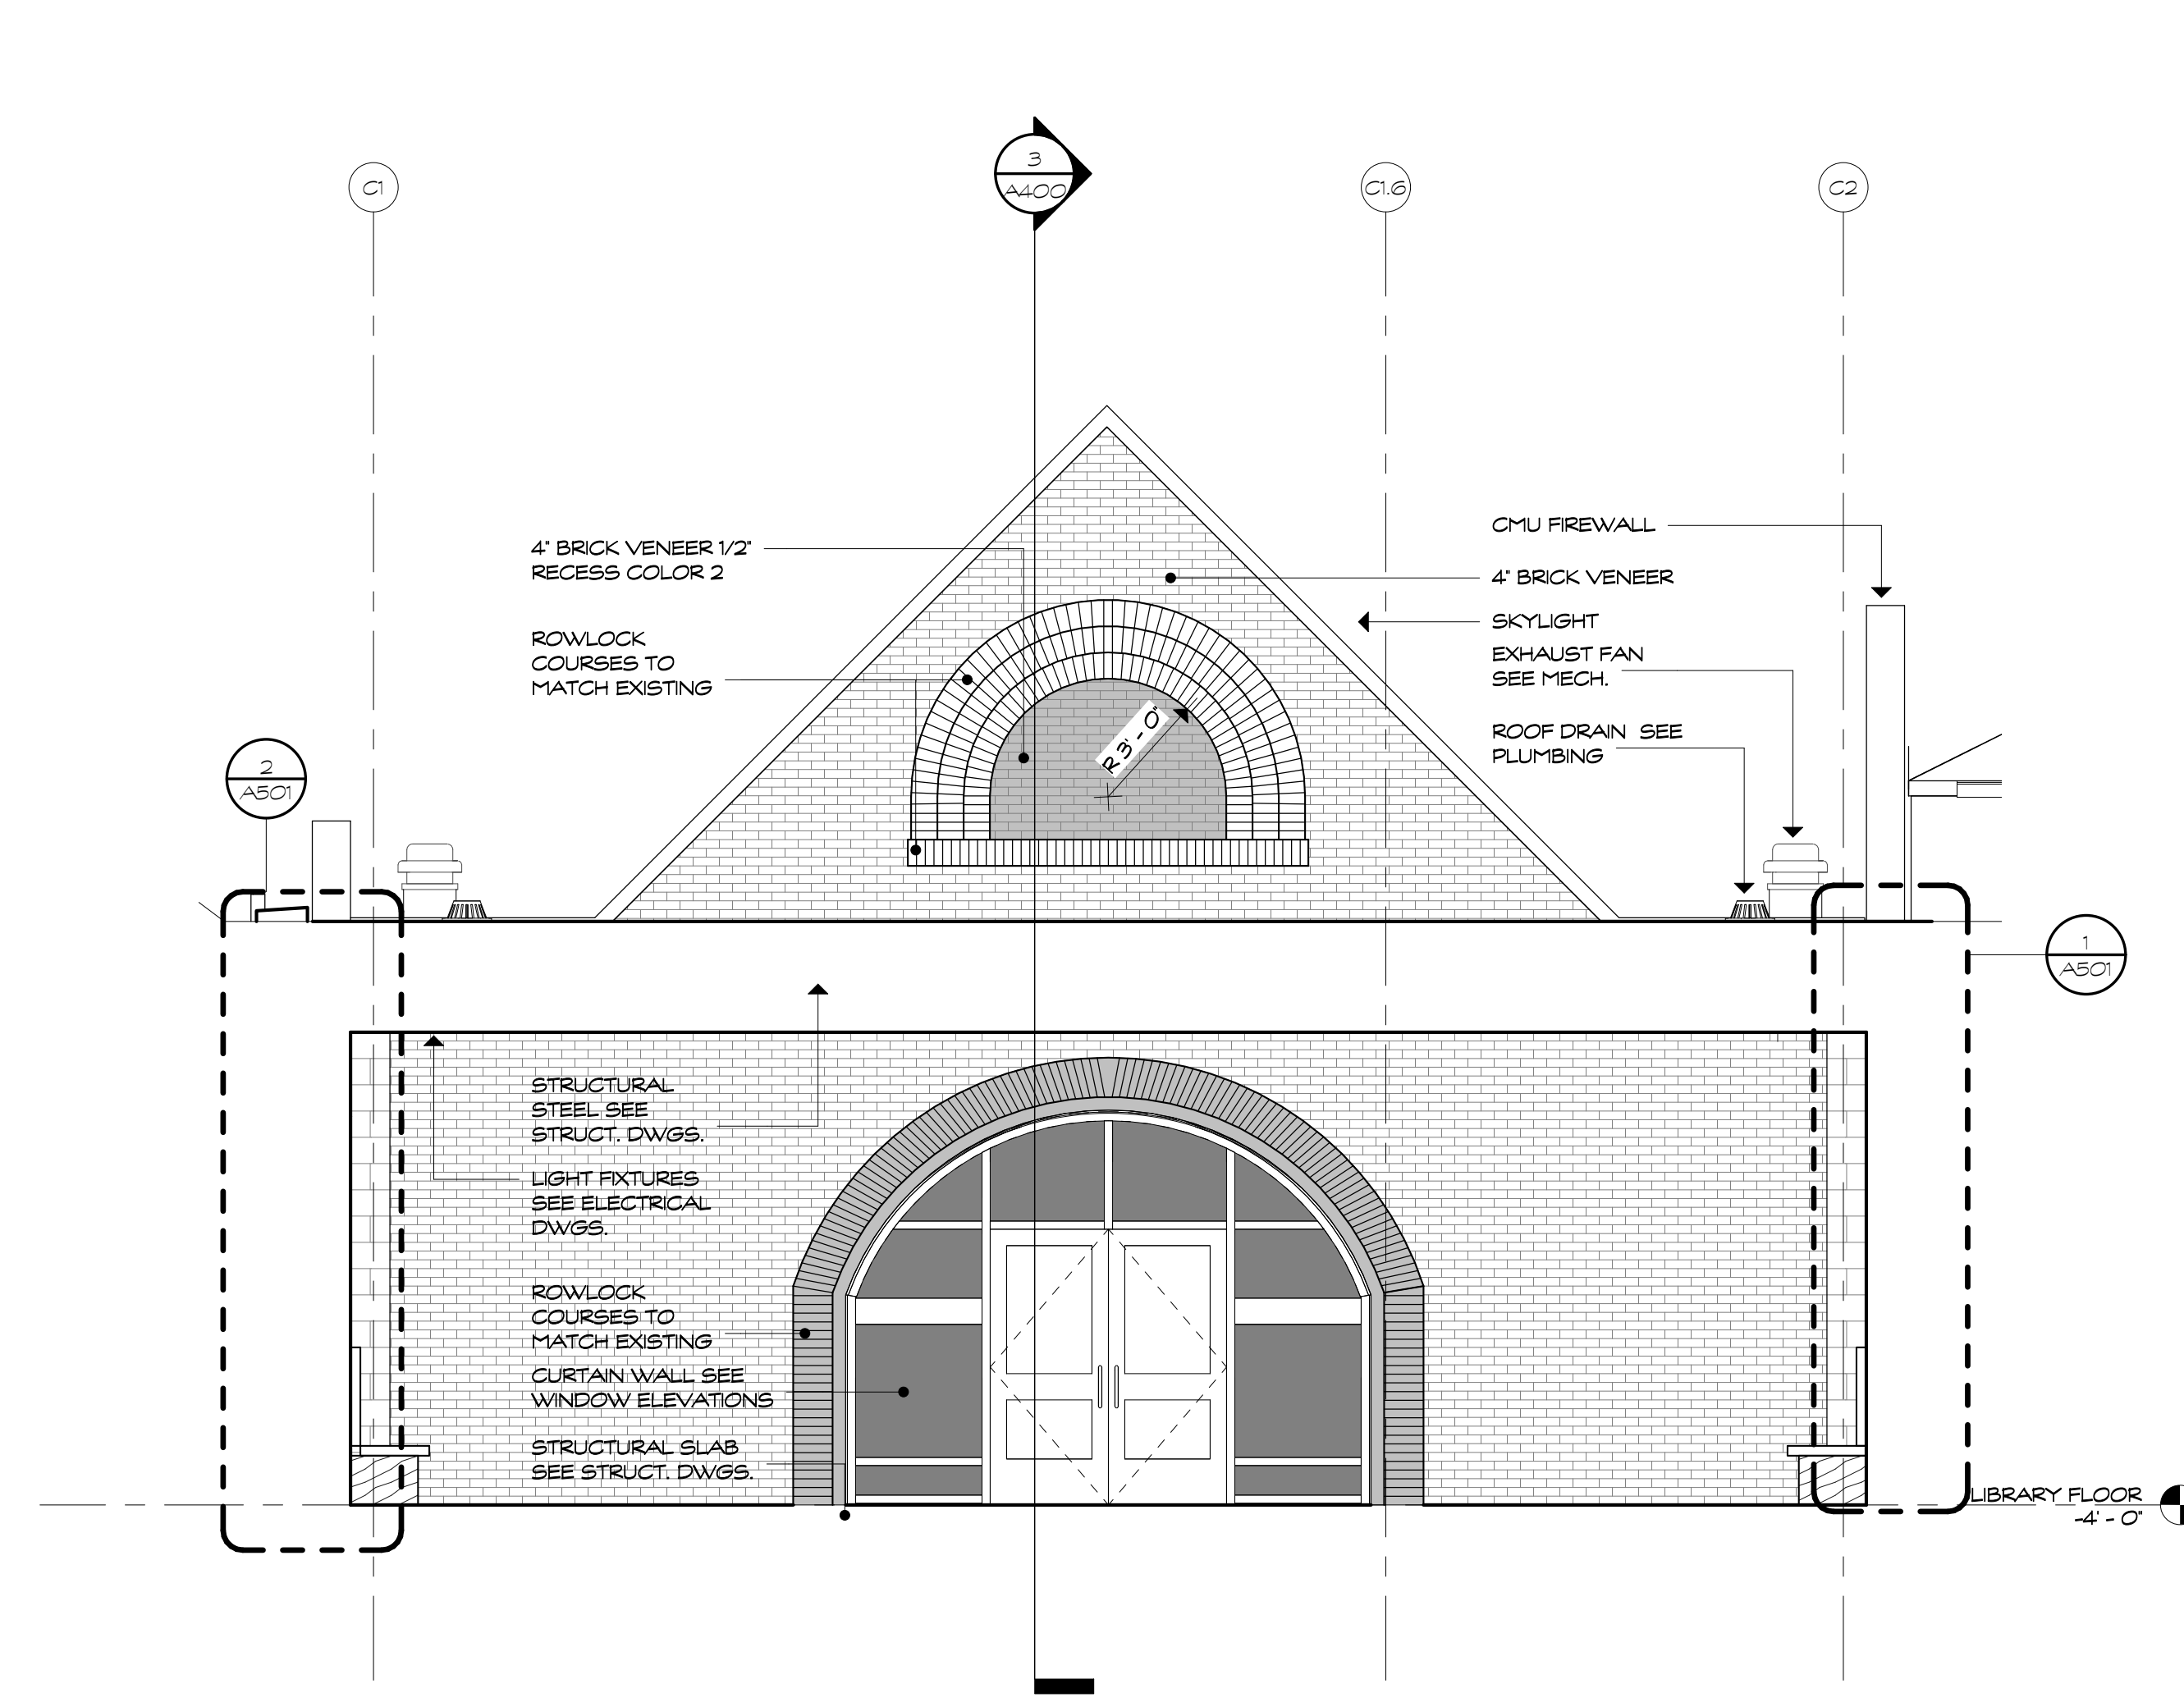 3
A400
C1
C1.6
C2
4" BRICK VENEER 1/2"
RECESS COLOR 2
ROWLOCK
COURSES TO
MATCH EXISTING
CMU FIREWALL
4" BRICK VENEER
SKYLIGHT
EXHAUST FAN
SEE MECH.
ROOF DRAIN  SEE
PLUMBING
R 3' - 0"
2
A501
1
A501
STRUCTURAL
STEEL SEE
STRUCT. DWGS.
LIGHT FIXTURES
SEE ELECTRICAL
DWGS.
ROWLOCK
COURSES TO
MATCH EXISTING
CURTAIN WALL SEE
WINDOW ELEVATIONS
STRUCTURAL SLAB
SEE STRUCT. DWGS.
LIBRARY FLOOR
-4' - 0"